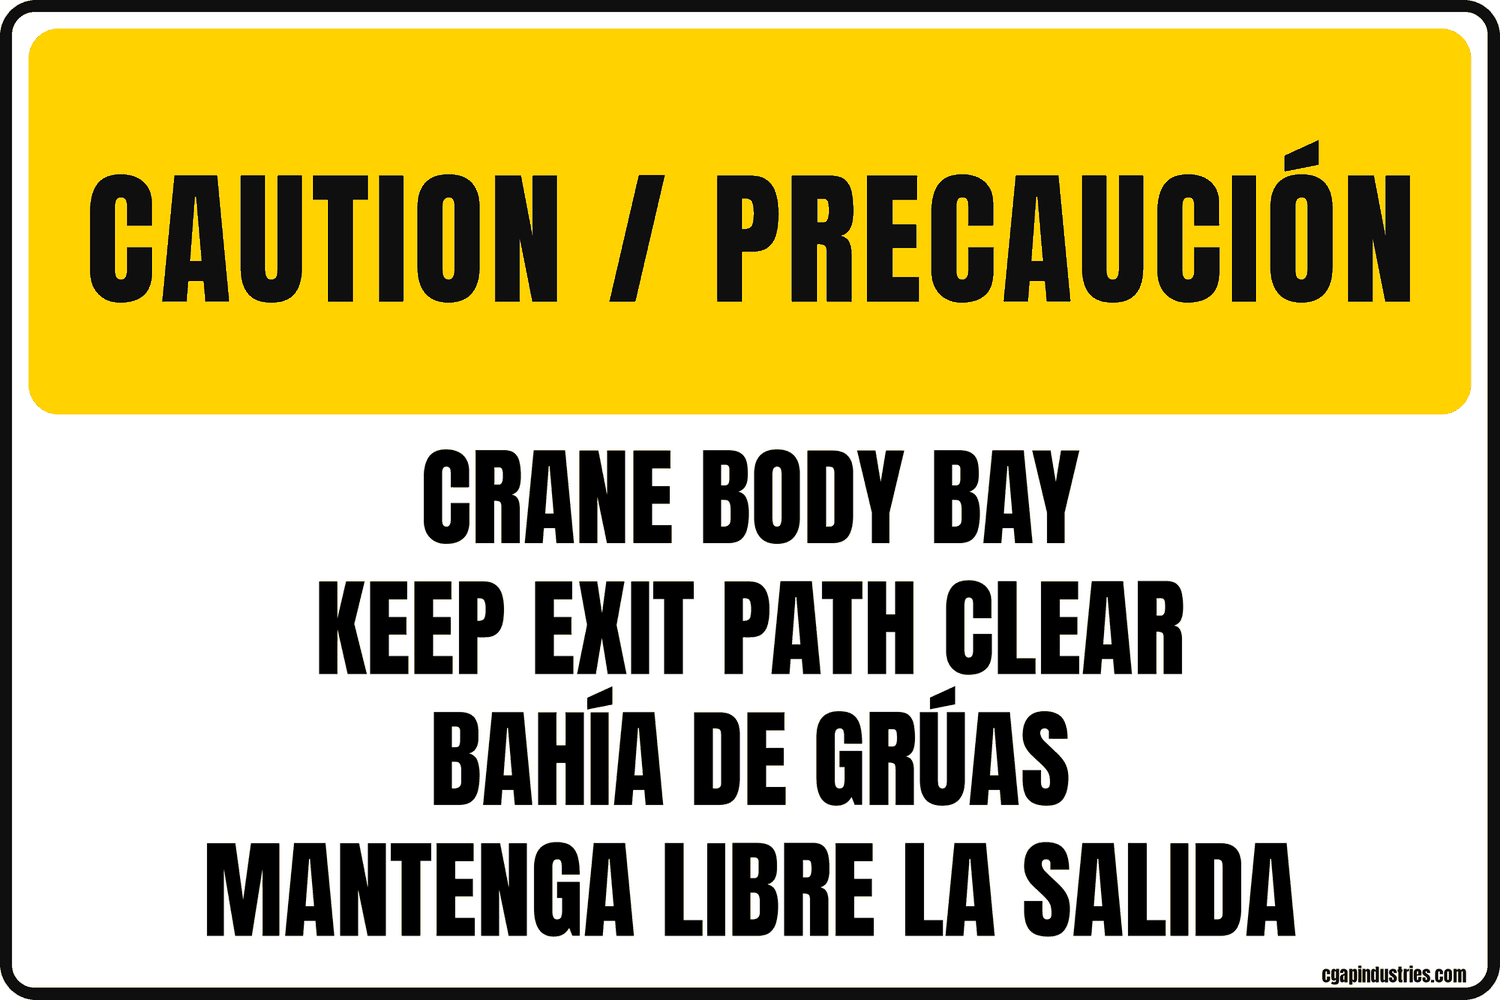 CAUTION / PRECAUCIÓN
CRANE BODY BAY
KEEP EXIT PATH CLEAR
BAHÍA DE GRÚAS
MANTENGA LIBRE LA SALIDA
cgapindustries.com